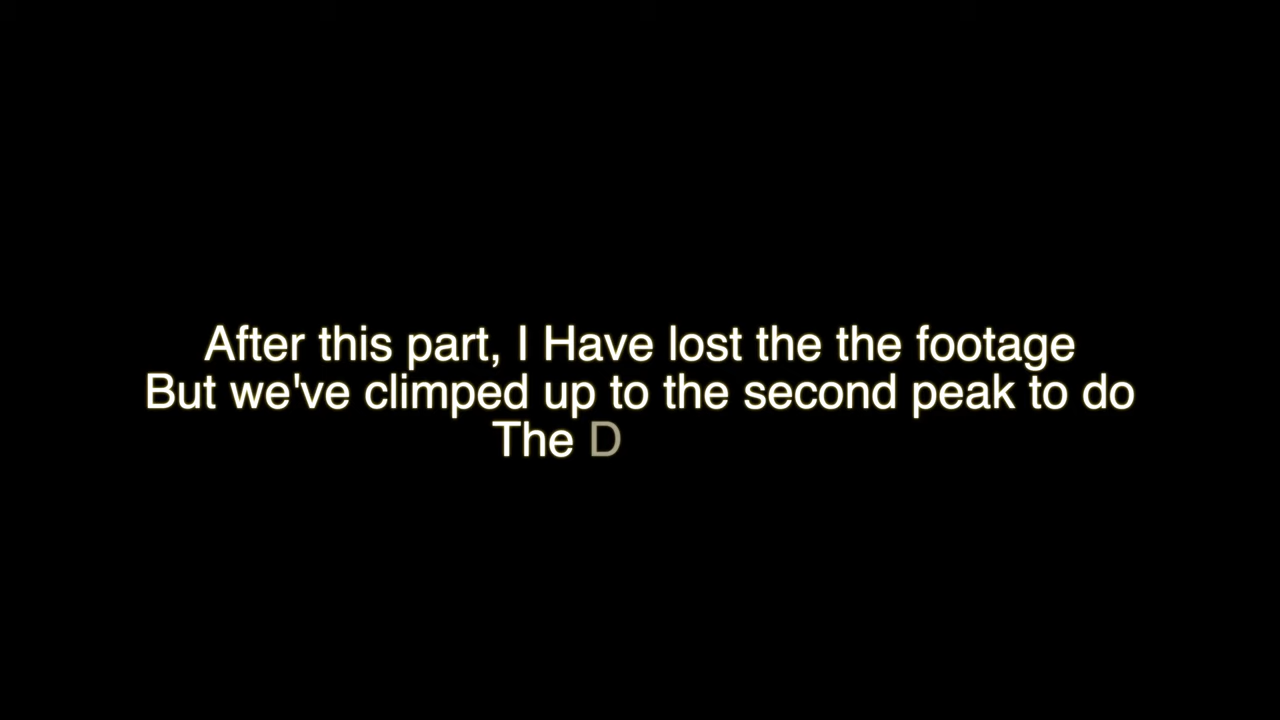 After this part, I Have lost the the footage
But we've climped up to the second peak to do
The D